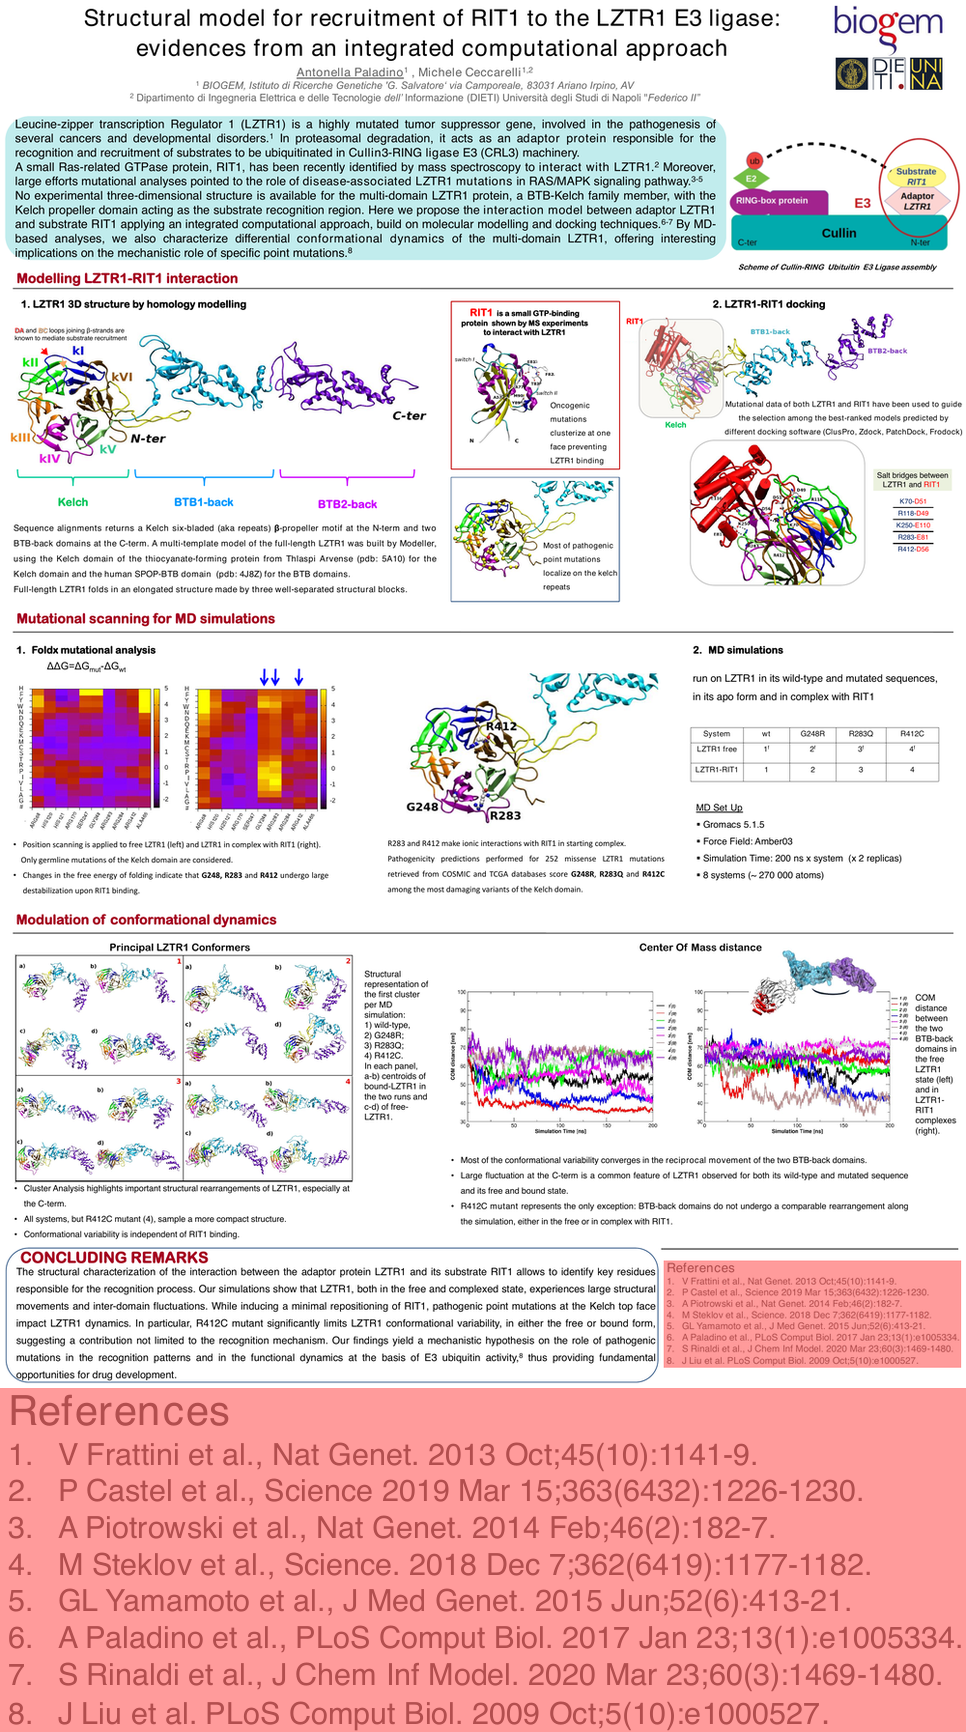 Structural model for recruitment of RIT1 to the LZTR1 E3 ligase:
evidences from an integrated computational approach
biogem
DIE
TI.
UNI
NA
Antonella Paladino¹ , Michele Ceccarelli¹,²
¹ BIOGEM, Istituto di Ricerche Genetiche 'G. Salvatore' via Camporeale, 83031 Ariano Irpino, AV
² Dipartimento di Ingegneria Elettrica e delle Tecnologie dell' Informazione (DIETI) Università degli Studi di Napoli "Federico II"
Leucine-zipper transcription Regulator 1 (LZTR1) is a highly mutated tumor suppressor gene, involved in the pathogenesis of
several cancers and developmental disorders.¹ In proteasomal degradation, it acts as an adaptor protein responsible for the
recognition and recruitment of substrates to be ubiquitinated in Cullin3-RING ligase E3 (CRL3) machinery.
A small Ras-related GTPase protein, RIT1, has been recently identified by mass spectroscopy to interact with LZTR1.² Moreover,
large efforts mutational analyses pointed to the role of disease-associated LZTR1 mutations in RAS/MAPK signaling pathway.³⁻⁵
No experimental three-dimensional structure is available for the multi-domain LZTR1 protein, a BTB-Kelch family member, with the
Kelch propeller domain acting as the substrate recognition region. Here we propose the interaction model between adaptor LZTR1
and substrate RIT1 applying an integrated computational approach, build on molecular modelling and docking techniques.⁶⁻⁷ By MD-
based analyses, we also characterize differential conformational dynamics of the multi-domain LZTR1, offering interesting
implications on the mechanistic role of specific point mutations.⁸
ub
E2
RING-box protein
E3
Substrate
RIT1
Adaptor
LZTR1
Cullin
C-ter
N-ter
Scheme of Cullin-RING Ubituitin E3 Ligase assembly
Modelling LZTR1-RIT1 interaction
1. LZTR1 3D structure by homology modelling
DA and BC loops joining β-strands are
known to mediate substrate recruitment
kI
kII
kVI
kIII
kIV
kV
N-ter
C-ter
Kelch
BTB1-back
BTB2-back
Sequence alignments returns a Kelch six-bladed (aka repeats) β-propeller motif at the N-term and two
BTB-back domains at the C-term. A multi-template model of the full-length LZTR1 was built by Modeller,
using the Kelch domain of the thiocyanate-forming protein from Thlaspi Arvense (pdb: 5A10) for the
Kelch domain and the human SPOP-BTB domain (pdb: 4J8Z) for the BTB domains.
Full-length LZTR1 folds in an elongated structure made by three well-separated structural blocks.
RIT1 is a small GTP-binding
protein shown by MS experiments
to interact with LZTR1
switch I
switch II
N
C
Oncogenic
mutations
clusterize at one
face preventing
LZTR1 binding
Most of pathogenic
point mutations
localize on the kelch
repeats
2. LZTR1-RIT1 docking
RIT1
BTB1-back
BTB2-back
Kelch
Mutational data of both LZTR1 and RIT1 have been used to guide
the selection among the best-ranked models predicted by
different docking software (ClusPro, Zdock, PatchDock, Frodock)
Salt bridges between
LZTR1 and RIT1
K70-D51
R118-D49
K250-E110
R283-E81
R412-D56
Mutational scanning for MD simulations
1. Foldx mutational analysis
ΔΔG=ΔGmut-ΔGwt
• Position scanning is applied to free LZTR1 (left) and LZTR1 in complex with RIT1 (right).
Only germline mutations of the Kelch domain are considered.
• Changes in the free energy of folding indicate that G248, R283 and R412 undergo large
destabilization upon RIT1 binding.
R412
G248
R283
R283 and R412 make ionic interactions with RIT1 in starting complex.
Pathogenicity predictions performed for 252 missense LZTR1 mutations
retrieved from COSMIC and TCGA databases score G248R, R283Q and R412C
among the most damaging variants of the Kelch domain.
2. MD simulations
run on LZTR1 in its wild-type and mutated sequences,
in its apo form and in complex with RIT1
System wt G248R R283Q R412C
LZTR1 free 1ᶠ 2ᶠ 3ᶠ 4ᶠ
LZTR1-RIT1 1 2 3 4
MD Set Up
▪ Gromacs 5.1.5
▪ Force Field: Amber03
▪ Simulation Time: 200 ns x system (x 2 replicas)
▪ 8 systems (~ 270 000 atoms)
Modulation of conformational dynamics
Principal LZTR1 Conformers
a) b) 1
a) b) 2
c) d)
c) d)
a) b) 3
a) 4
c) d)
c) d)
Structural
representation of
the first cluster
per MD
simulation:
1) wild-type,
2) G248R;
3) R283Q;
4) R412C.
In each panel,
a-b) centroids of
bound-LZTR1 in
the two runs and
c-d) of free-
LZTR1.
• Cluster Analysis highlights important structural rearrangements of LZTR1, especially at
the C-term.
• All systems, but R412C mutant (4), sample a more compact structure.
• Conformational variability is independent of RIT1 binding.
Center Of Mass distance
COM distance [nm]
Simulation Time [ns]
0 50 100 150 200
COM distance [nm]
Simulation Time [ns]
0 50 100 150 200
COM
distance
between
the two
BTB-back
domains in
the free
LZTR1
state (left)
and in
LZTR1-
RIT1
complexes
(right).
• Most of the conformational variability converges in the reciprocal movement of the two BTB-back domains.
• Large fluctuation at the C-term is a common feature of LZTR1 observed for both its wild-type and mutated sequence
and its free and bound state.
• R412C mutant represents the only exception: BTB-back domains do not undergo a comparable rearrangement along
the simulation, either in the free or in complex with RIT1.
CONCLUDING REMARKS
The structural characterization of the interaction between the adaptor protein LZTR1 and its substrate RIT1 allows to identify key residues
responsible for the recognition process. Our simulations show that LZTR1, both in the free and complexed state, experiences large structural
movements and inter-domain fluctuations. While inducing a minimal repositioning of RIT1, pathogenic point mutations at the Kelch top face
impact LZTR1 dynamics. In particular, R412C mutant significantly limits LZTR1 conformational variability, in either the free or bound form,
suggesting a contribution not limited to the recognition mechanism. Our findings yield a mechanistic hypothesis on the role of pathogenic
mutations in the recognition patterns and in the functional dynamics at the basis of E3 ubiquitin activity,⁸ thus providing fundamental
opportunities for drug development.
References
1. V Frattini et al., Nat Genet. 2013 Oct;45(10):1141-9.
2. P Castel et al., Science 2019 Mar 15;363(6432):1226-1230.
3. A Piotrowski et al., Nat Genet. 2014 Feb;46(2):182-7.
4. M Steklov et al., Science. 2018 Dec 7;362(6419):1177-1182.
5. GL Yamamoto et al., J Med Genet. 2015 Jun;52(6):413-21.
6. A Paladino et al., PLoS Comput Biol. 2017 Jan 23;13(1):e1005334.
7. S Rinaldi et al., J Chem Inf Model. 2020 Mar 23;60(3):1469-1480.
8. J Liu et al. PLoS Comput Biol. 2009 Oct;5(10):e1000527.
References
1. V Frattini et al., Nat Genet. 2013 Oct;45(10):1141-9.
2. P Castel et al., Science 2019 Mar 15;363(6432):1226-1230.
3. A Piotrowski et al., Nat Genet. 2014 Feb;46(2):182-7.
4. M Steklov et al., Science. 2018 Dec 7;362(6419):1177-1182.
5. GL Yamamoto et al., J Med Genet. 2015 Jun;52(6):413-21.
6. A Paladino et al., PLoS Comput Biol. 2017 Jan 23;13(1):e1005334.
7. S Rinaldi et al., J Chem Inf Model. 2020 Mar 23;60(3):1469-1480.
8. J Liu et al. PLoS Comput Biol. 2009 Oct;5(10):e1000527.